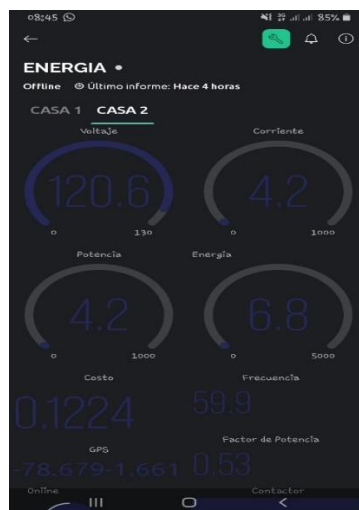 08:45 85%
ENERGIA
Offline Último informe: Hace 4 horas
CASA 1 CASA 2
Voltaje Corriente
120.6 4.2
0 130 0 1000
Potencia Energía
4.2 6.8
0 1000 0 5000
Costo Frecuencia
0.1224 59.9
GPS Factor de Potencia
-78.679-1.661 0.53
Online Contactor